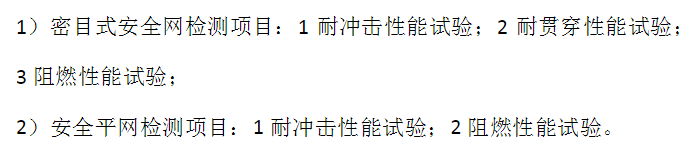 1）密目式安全网检测项目：1 耐冲击性能试验；2 耐贯穿性能试验；
3 阻燃性能试验；
2）安全平网检测项目：1 耐冲击性能试验；2 阻燃性能试验。